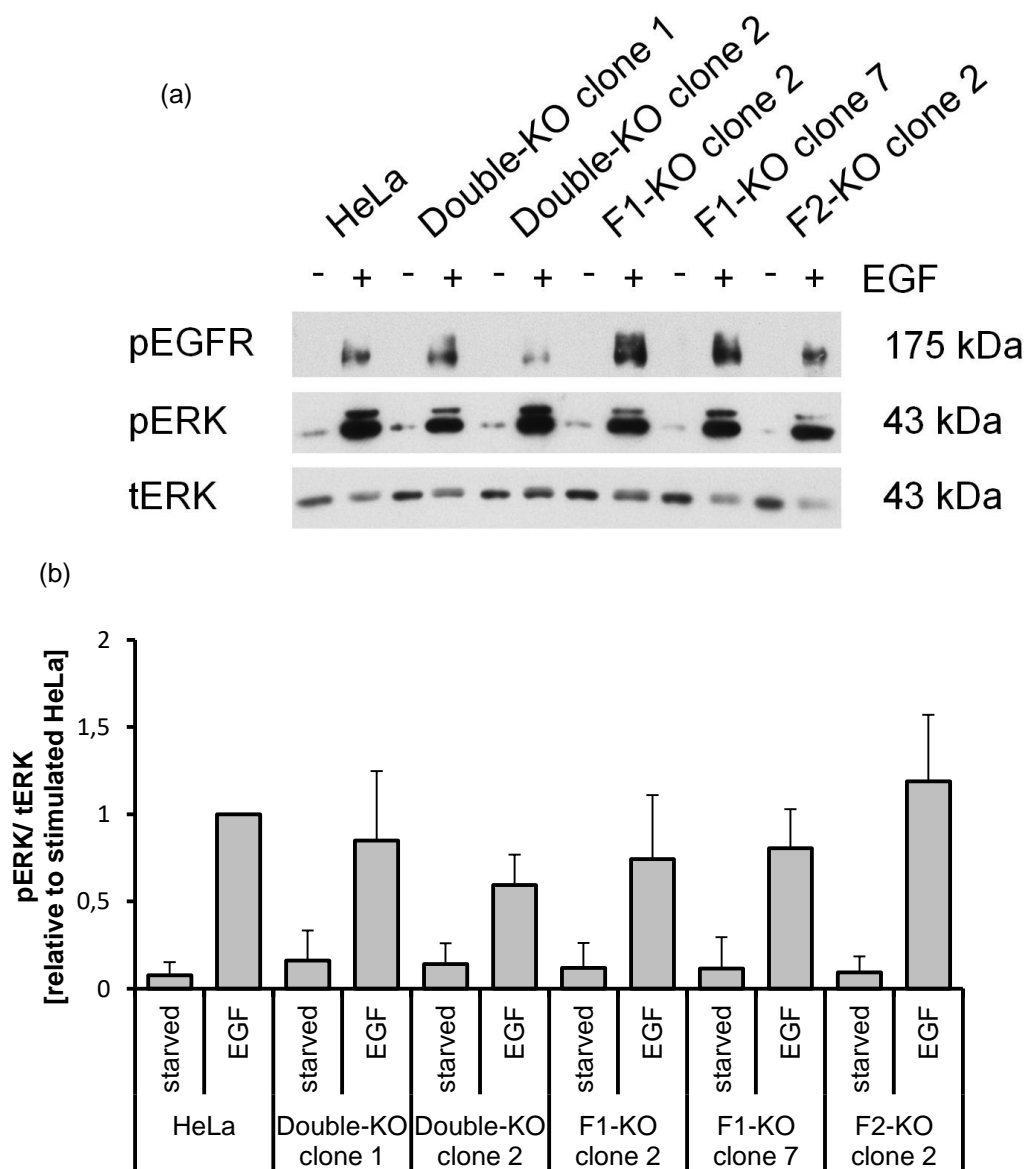 (a)
HeLa
Double-KO clone 1
Double-KO clone 2
F1-KO clone 2
F1-KO clone 7
F2-KO clone 2
- + - + - + - + - + - + EGF
pEGFR 175 kDa
pERK 43 kDa
tERK 43 kDa
(b)
pERK/ tERK
[relative to stimulated HeLa]
2
1,5
1
0,5
0
starved EGF starved EGF starved EGF starved EGF starved EGF starved EGF
HeLa Double-KO Double-KO F1-KO F1-KO F2-KO
clone 1 clone 2 clone 2 clone 7 clone 2